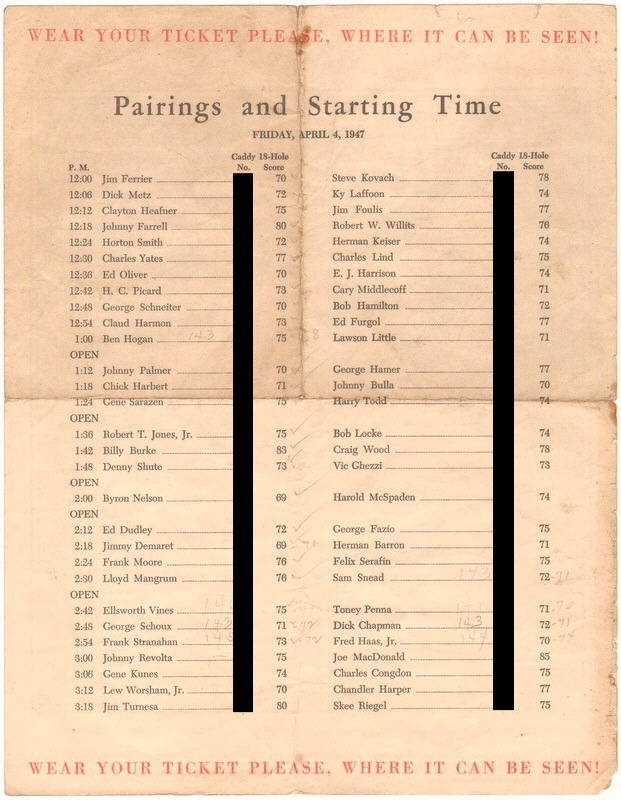 WEAR YOUR TICKET PLEASE, WHERE IT CAN BE SEEN!
Pairings and Starting Time
FRIDAY, APRIL 4, 1947
Caddy 18-Hole Caddy 18-Hole
P. M. No. Score No. Score
12:00 Jim Ferrier 70 Steve Kovach 78
12:06 Dick Metz 72 Ky Laffoon 74
12:12 Clayton Heafner 75 Jim Foulis 77
12:18 Johnny Farrell 80 Robert W. Willits 76
12:24 Horton Smith 72 Herman Keiser 74
12:30 Charles Yates 77 Charles Lind 75
12:36 Ed Oliver 70 E. J. Harrison 74
12:42 H. C. Picard 73 Cary Middlecoff 71
12:48 George Schneiter 70 Bob Hamilton 72
12:54 Claud Harmon 73 Ed Furgol 77
1:00 Ben Hogan 143 75 Lawson Little 71
OPEN
1:12 Johnny Palmer 70 George Hamer 77
1:18 Chick Harbert 71 Johnny Bulla 70
1:24 Gene Sarazen 75 Harry Todd 74
OPEN
1:36 Robert T. Jones, Jr. 75 Bob Locke 74
1:42 Billy Burke 83 Craig Wood 78
1:48 Denny Shute 73 Vic Ghezzi 73
OPEN
2:00 Byron Nelson 69 Harold McSpaden 74
OPEN
2:12 Ed Dudley 72 George Fazio 75
2:18 Jimmy Demaret 69 Herman Barron 71
2:24 Frank Moore 76 Felix Serafin 75
2:30 Lloyd Mangrum 76 Sam Snead 143 72-71
OPEN
2:42 Ellsworth Vines 75 Toney Penna 71
2:48 George Schoux 71 Dick Chapman 143 72-71
2:54 Frank Stranahan 73 Fred Haas, Jr. 70
3:00 Johnny Revolta 75 Joe MacDonald 85
3:06 Gene Kunes 74 Charles Congdon 75
3:12 Lew Worsham, Jr. 70 Chandler Harper 77
3:18 Jim Turnesa 80 Skee Riegel 75
WEAR YOUR TICKET PLEASE, WHERE IT CAN BE SEEN!